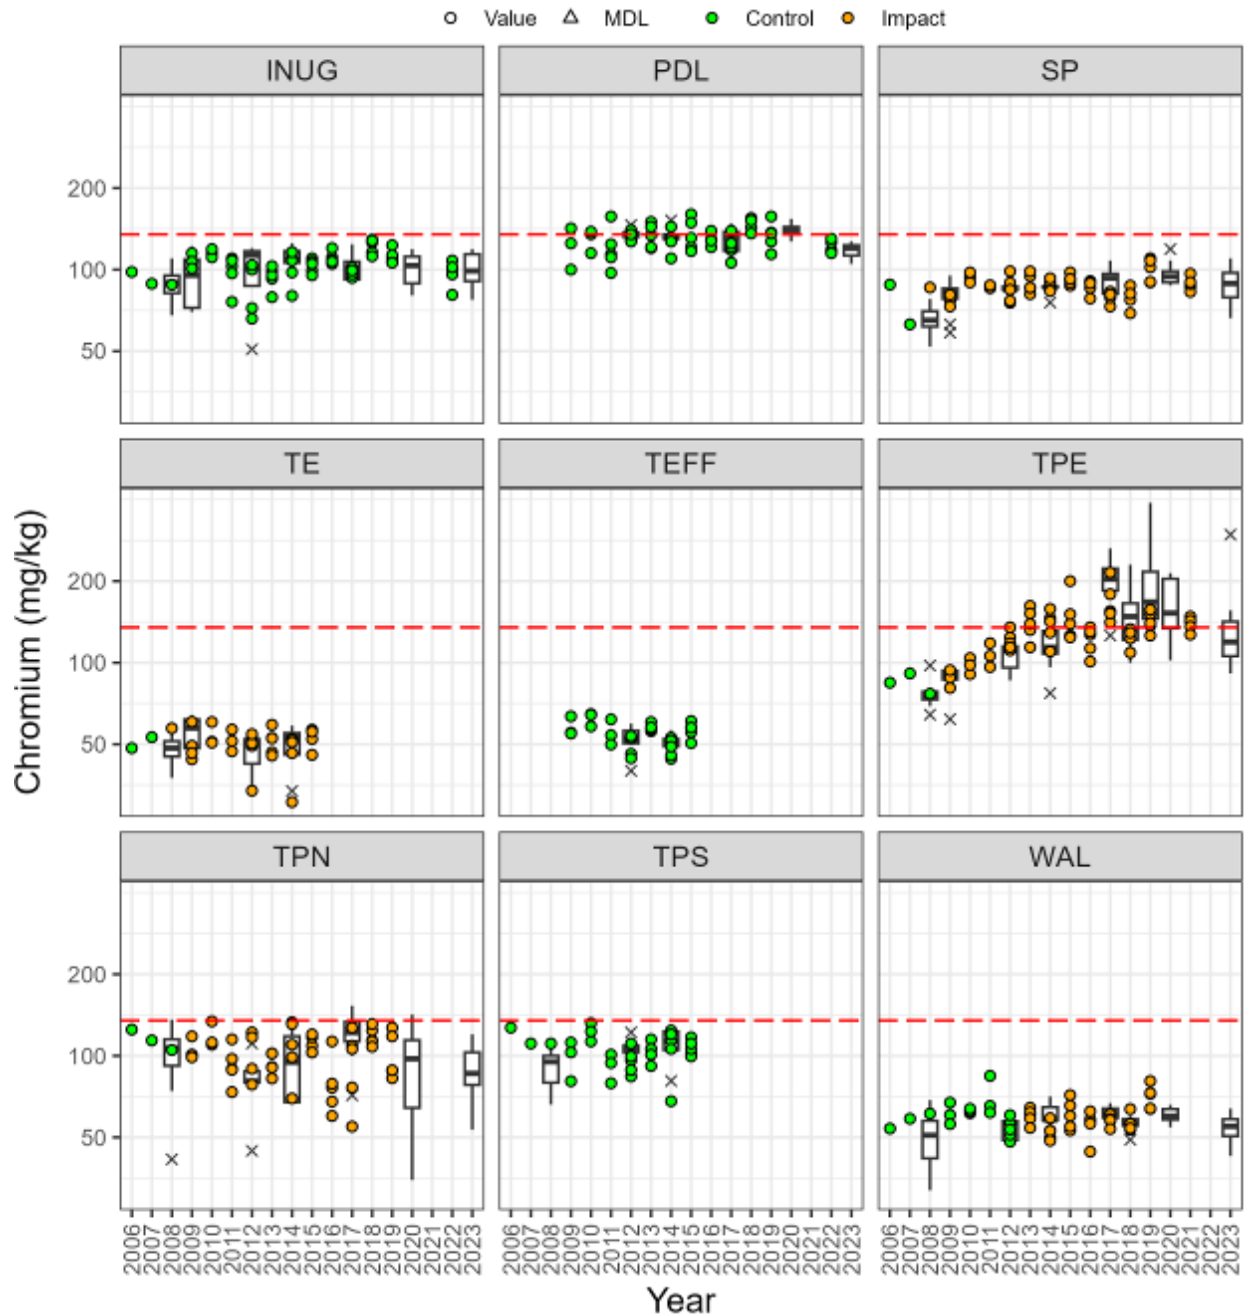 Value MDL Control Impact
INUG PDL SP
200
100
50
TE TEFF TPE
Chromium (mg/kg)
200
100
50
TPN TPS WAL
200
100
50
2006 2007 2008 2009 2010 2011 2012 2013 2014 2015 2016 2017 2018 2019 2020 2021 2022 2023
2006 2007 2008 2009 2010 2011 2012 2013 2014 2015 2016 2017 2018 2019 2020 2021 2022 2023
2006 2007 2008 2009 2010 2011 2012 2013 2014 2015 2016 2017 2018 2019 2020 2021 2022 2023
Year